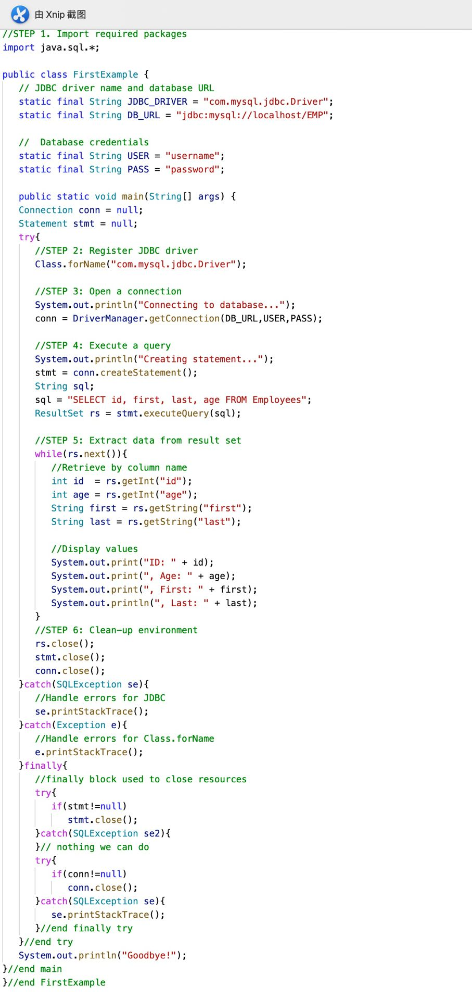 由 Xnip 截图
//STEP 1. Import required packages
import java.sql.*;

public class FirstExample {
   // JDBC driver name and database URL
   static final String JDBC_DRIVER = "com.mysql.jdbc.Driver";
   static final String DB_URL = "jdbc:mysql://localhost/EMP";

   //  Database credentials
   static final String USER = "username";
   static final String PASS = "password";

   public static void main(String[] args) {
   Connection conn = null;
   Statement stmt = null;
   try{
      //STEP 2: Register JDBC driver
      Class.forName("com.mysql.jdbc.Driver");

      //STEP 3: Open a connection
      System.out.println("Connecting to database...");
      conn = DriverManager.getConnection(DB_URL,USER,PASS);

      //STEP 4: Execute a query
      System.out.println("Creating statement...");
      stmt = conn.createStatement();
      String sql;
      sql = "SELECT id, first, last, age FROM Employees";
      ResultSet rs = stmt.executeQuery(sql);

      //STEP 5: Extract data from result set
      while(rs.next()){
         //Retrieve by column name
         int id  = rs.getInt("id");
         int age = rs.getInt("age");
         String first = rs.getString("first");
         String last = rs.getString("last");

         //Display values
         System.out.print("ID: " + id);
         System.out.print(", Age: " + age);
         System.out.print(", First: " + first);
         System.out.println(", Last: " + last);
      }
      //STEP 6: Clean-up environment
      rs.close();
      stmt.close();
      conn.close();
   }catch(SQLException se){
      //Handle errors for JDBC
      se.printStackTrace();
   }catch(Exception e){
      //Handle errors for Class.forName
      e.printStackTrace();
   }finally{
      //finally block used to close resources
      try{
         if(stmt!=null)
            stmt.close();
      }catch(SQLException se2){
      }// nothing we can do
      try{
         if(conn!=null)
            conn.close();
      }catch(SQLException se){
         se.printStackTrace();
      }//end finally try
   }//end try
   System.out.println("Goodbye!");
}//end main
}//end FirstExample